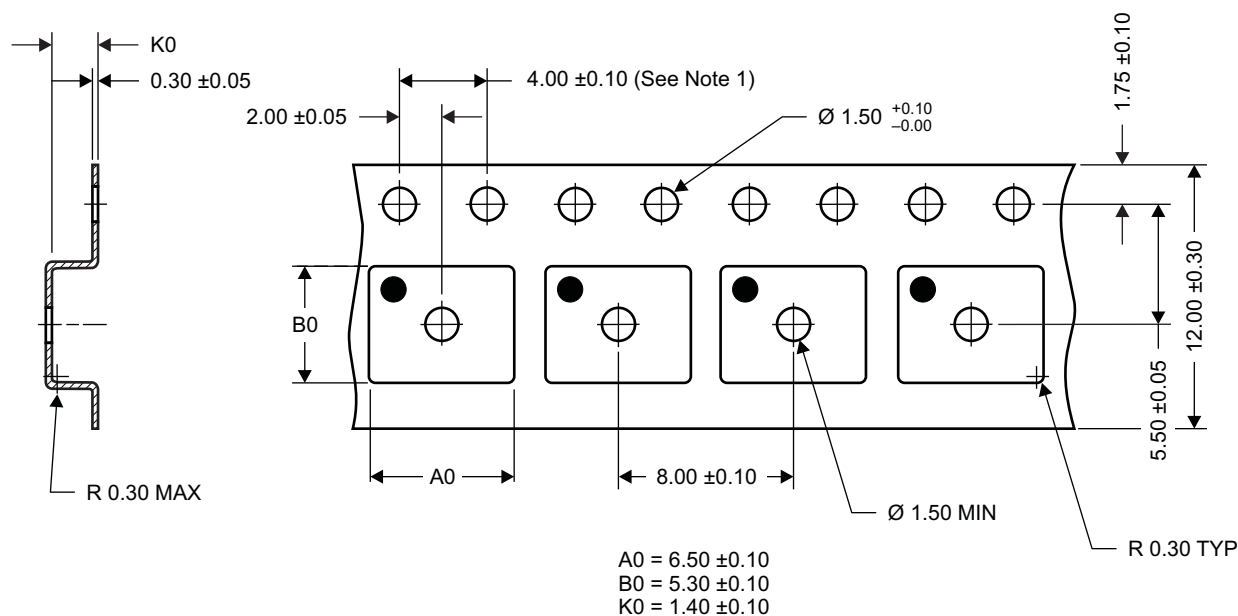 K0
0.30 ±0.05
4.00 ±0.10 (See Note 1)
2.00 ±0.05
Ø 1.50 +0.10 –0.00
1.75 ±0.10
B0
12.00 ±0.30
5.50 ±0.05
R 0.30 MAX
A0
8.00 ±0.10
Ø 1.50 MIN
R 0.30 TYP
A0 = 6.50 ±0.10
B0 = 5.30 ±0.10
K0 = 1.40 ±0.10